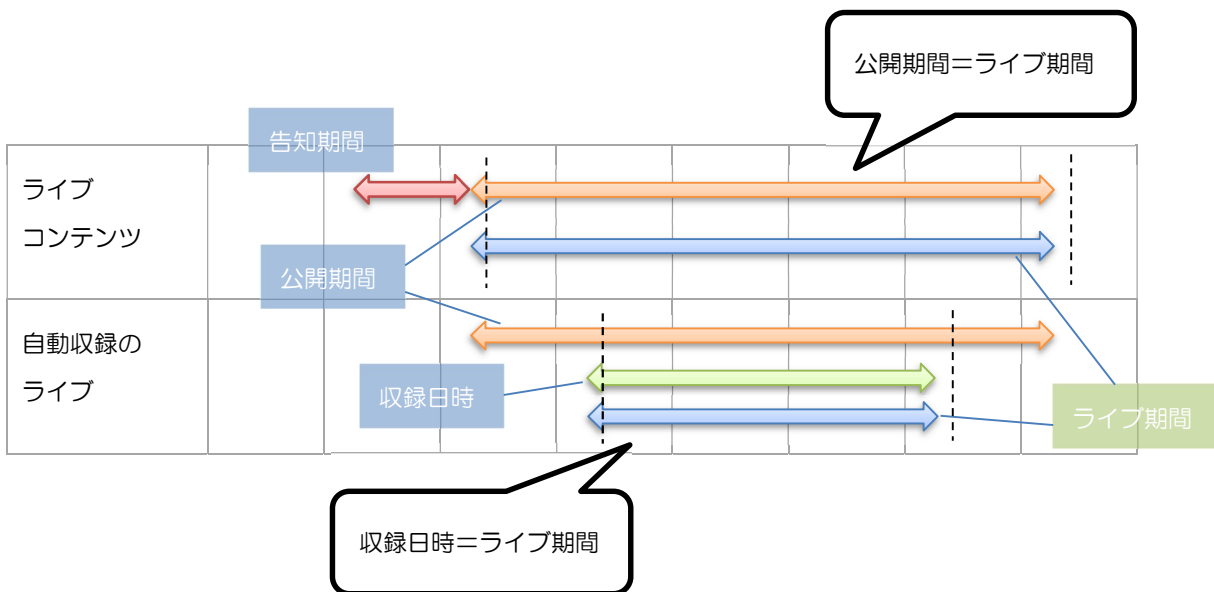 公開期間＝ライブ期間
告知期間
ライブ
コンテンツ
公開期間
自動収録の
ライブ
収録日時
ライブ期間
収録日時＝ライブ期間